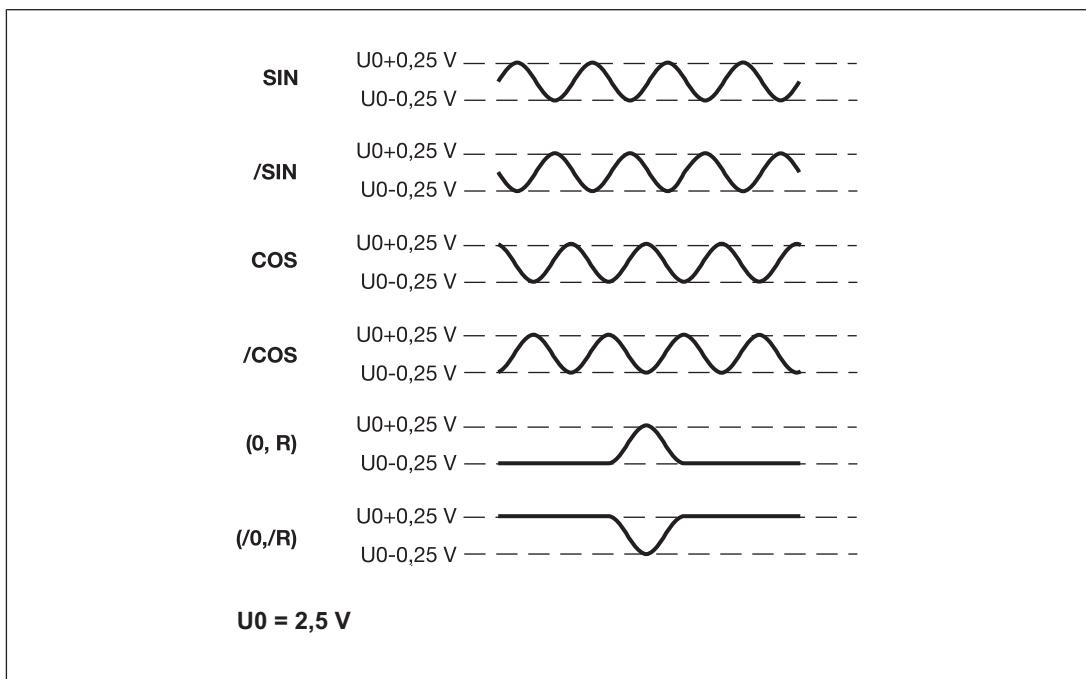 U0+0,25 V
SIN
U0-0,25 V
U0+0,25 V
/SIN
U0-0,25 V
U0+0,25 V
COS
U0-0,25 V
U0+0,25 V
/COS
U0-0,25 V
U0+0,25 V
(0, R)
U0-0,25 V
U0+0,25 V
(/0,/R)
U0-0,25 V
U0 = 2,5 V